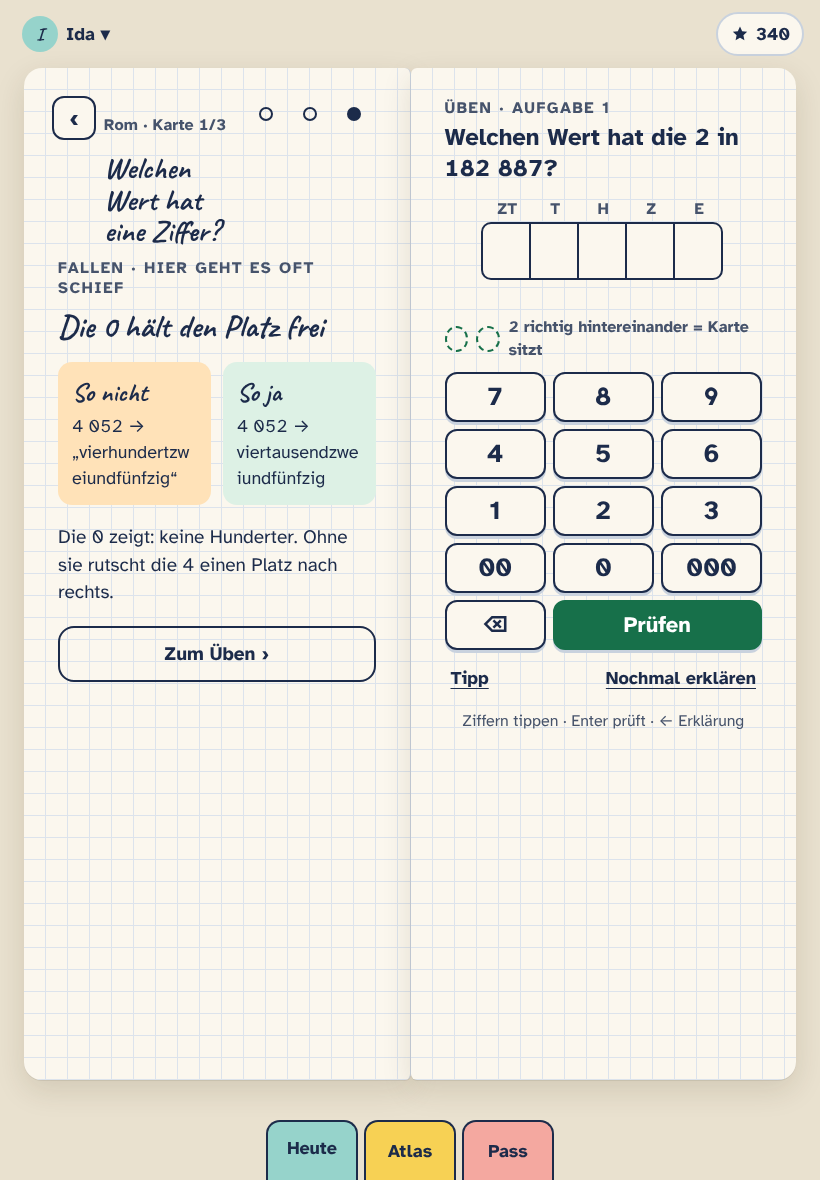 I Ida ▾
★ 340
‹ Rom · Karte 1/3
Welchen
Wert hat
eine Ziffer?
FALLEN · HIER GEHT ES OFT
SCHIEF
Die 0 hält den Platz frei
So nicht
4 052 →
„vierhundertzw
eiundfünfzig“
So ja
4 052 →
viertausendzwe
iundfünfzig
Die 0 zeigt: keine Hunderter. Ohne
sie rutscht die 4 einen Platz nach
rechts.
Zum Üben ›
ÜBEN · AUFGABE 1
Welchen Wert hat die 2 in
182 887?
ZT T H Z E
2 richtig hintereinander = Karte
sitzt
7 8 9
4 5 6
1 2 3
00 0 000
⌫ Prüfen
Tipp Nochmal erklären
Ziffern tippen · Enter prüft · ← Erklärung
Heute Atlas Pass